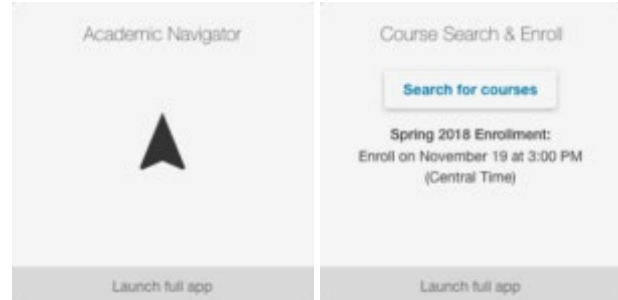 Academic Navigator
Launch full app
Course Search & Enroll
Search for courses
Spring 2018 Enrollment:
Enroll on November 19 at 3:00 PM
(Central Time)
Launch full app